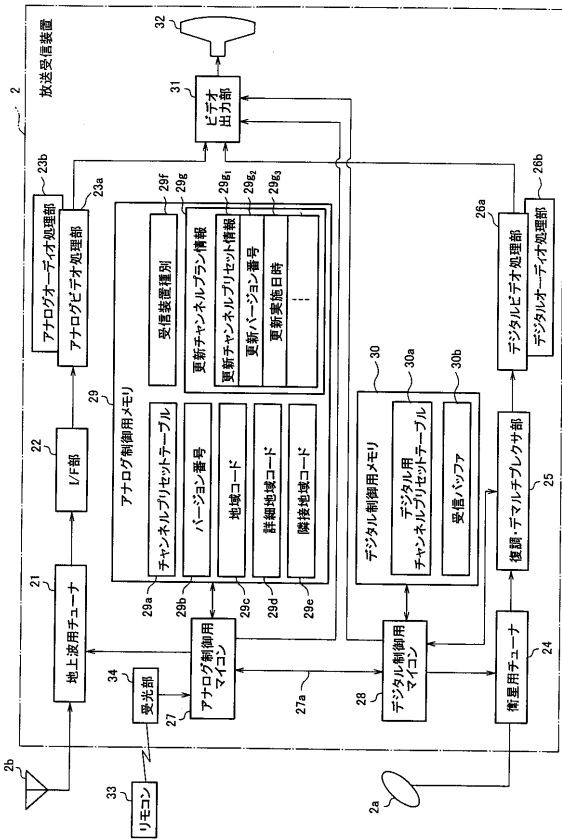 放送受信装置
2
2b
21
地上波用チューナ
22
I/F部
23b
アナログオーディオ処理部
23a
アナログビデオ処理部
31
ビデオ
出力部
32
33
リモコン
34
受光部
27
アナログ制御用
マイコン
27a
29
アナログ制御用メモリ
29a
チャンネルプリセットテーブル
29b
バージョン番号
29c
地域コード
29d
詳細地域コード
29e
隣接地域コード
29f
受信装置種別
29g
更新チャンネルプラン情報
29g1
更新チャンネルプリセット情報
29g2
更新バージョン番号
29g3
更新実施日時
28
デジタル制御用
マイコン
30
デジタル制御用メモリ
30a
デジタル用
チャンネルプリセットテーブル
30b
受信バッファ
2a
24
衛星用チューナ
25
復調・デマルチプレクサ部
26a
デジタルビデオ処理部
26b
デジタルオーディオ処理部